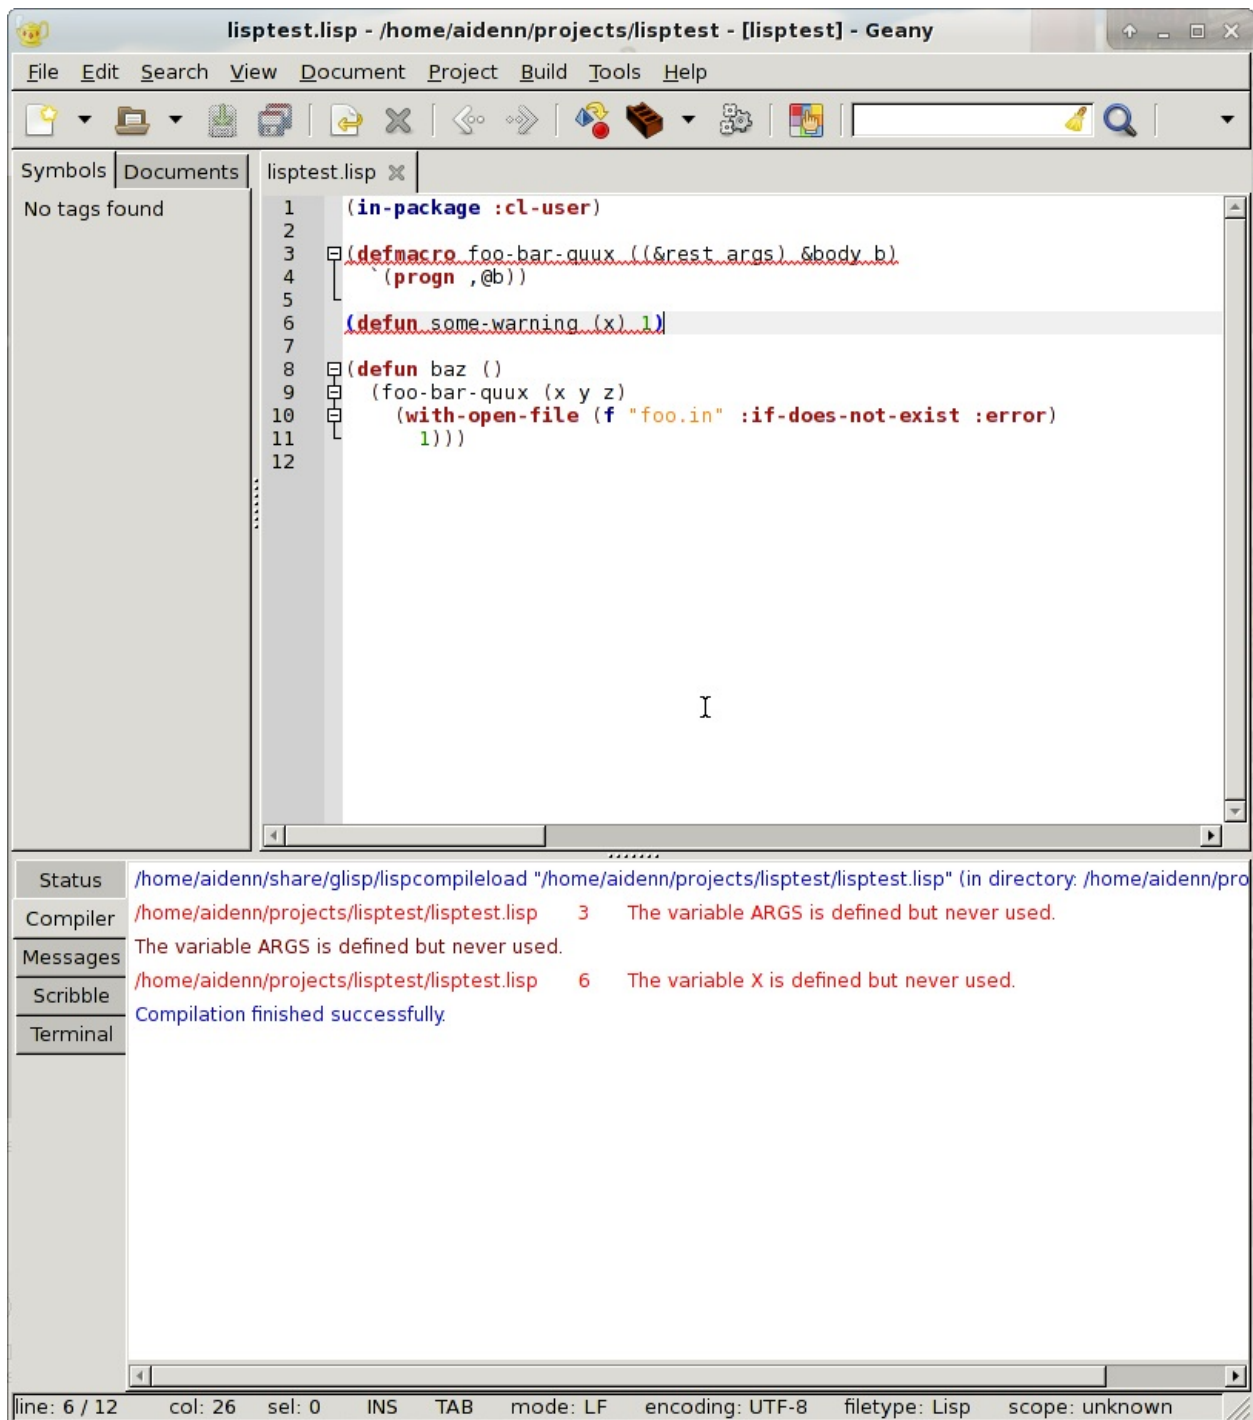 lisptest.lisp - /home/aidenn/projects/lisptest - [lisptest] - Geany
File Edit Search View Document Project Build Tools Help
Symbols Documents
No tags found
lisptest.lisp
1 (in-package :cl-user)
2
3 (defmacro foo-bar-quux ((&rest args) &body b)
4 `(progn ,@b))
5
6 (defun some-warning (x) 1)
7
8 (defun baz ()
9 (foo-bar-quux (x y z)
10 (with-open-file (f "foo.in" :if-does-not-exist :error)
11 1)))
12
Status
Compiler
Messages
Scribble
Terminal
/home/aidenn/share/glisp/lispcompileload "/home/aidenn/projects/lisptest/lisptest.lisp" (in directory: /home/aidenn/pro
/home/aidenn/projects/lisptest/lisptest.lisp 3 The variable ARGS is defined but never used.
The variable ARGS is defined but never used.
/home/aidenn/projects/lisptest/lisptest.lisp 6 The variable X is defined but never used.
Compilation finished successfully.
line: 6 / 12 col: 26 sel: 0 INS TAB mode: LF encoding: UTF-8 filetype: Lisp scope: unknown